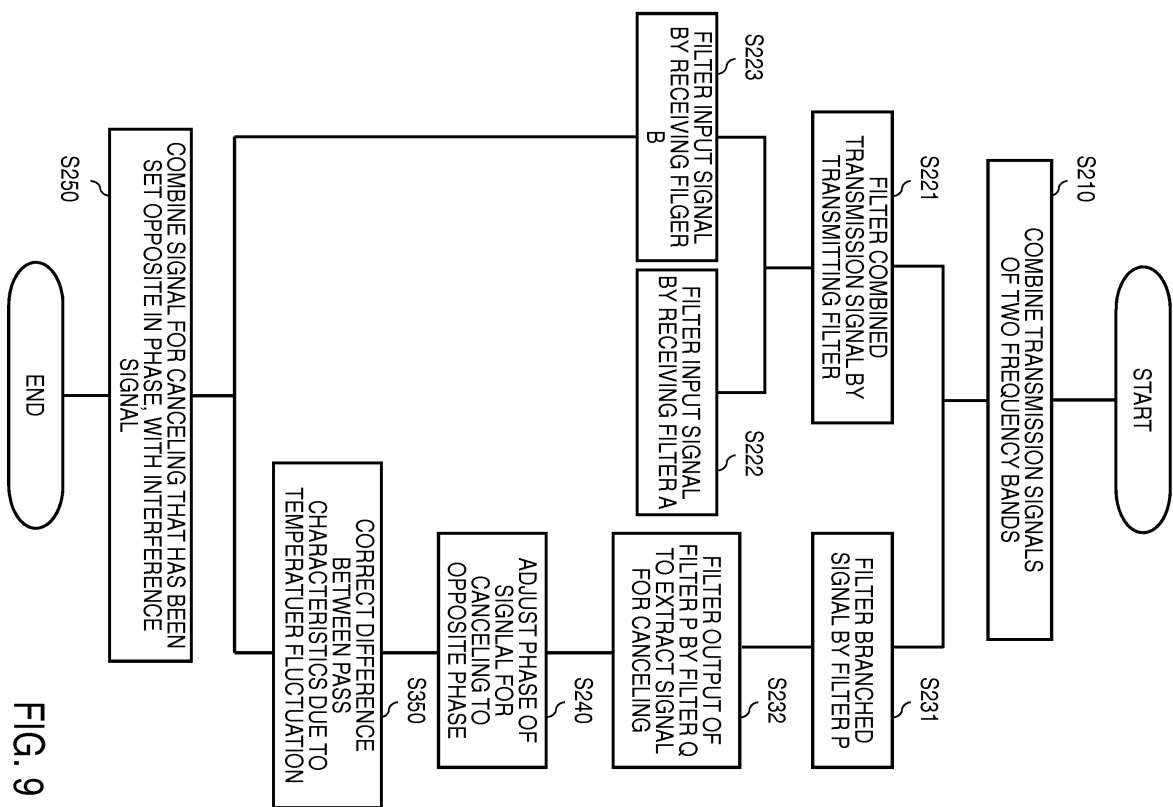 START
S210
COMBINE TRANSMISSION SIGNALS
OF TWO FREQUENCY BANDS
S221
FILTER COMBINED
TRANSMISSION SIGNAL BY
TRANSMITTING FILTER
S231
FILTER BRANCHED
SIGNAL BY FILTER P
S223
FILTER INPUT SIGNAL
BY RECEIVING FILGER
B
S222
FILTER INPUT SIGNAL
BY RECEIVING FILTER A
S232
FILTER OUTPUT OF
FILTER P BY FILTER Q
TO EXTRACT SIGNAL
FOR CANCELING
S240
ADJUST PHASE OF
SIGNLAL FOR
CANCELING TO
OPPOSITE PHASE
S350
CORRECT DIFFERENCE
BETWEEN PASS
CHARACTERISTICS DUE TO
TEMPERATUER FLUCTUATION
S250
COMBINE SIGNAL FOR CANCELING THAT HAS BEEN
SET OPPOSITE IN PHASE, WITH INTERFERENCE
SIGNAL
END
FIG. 9